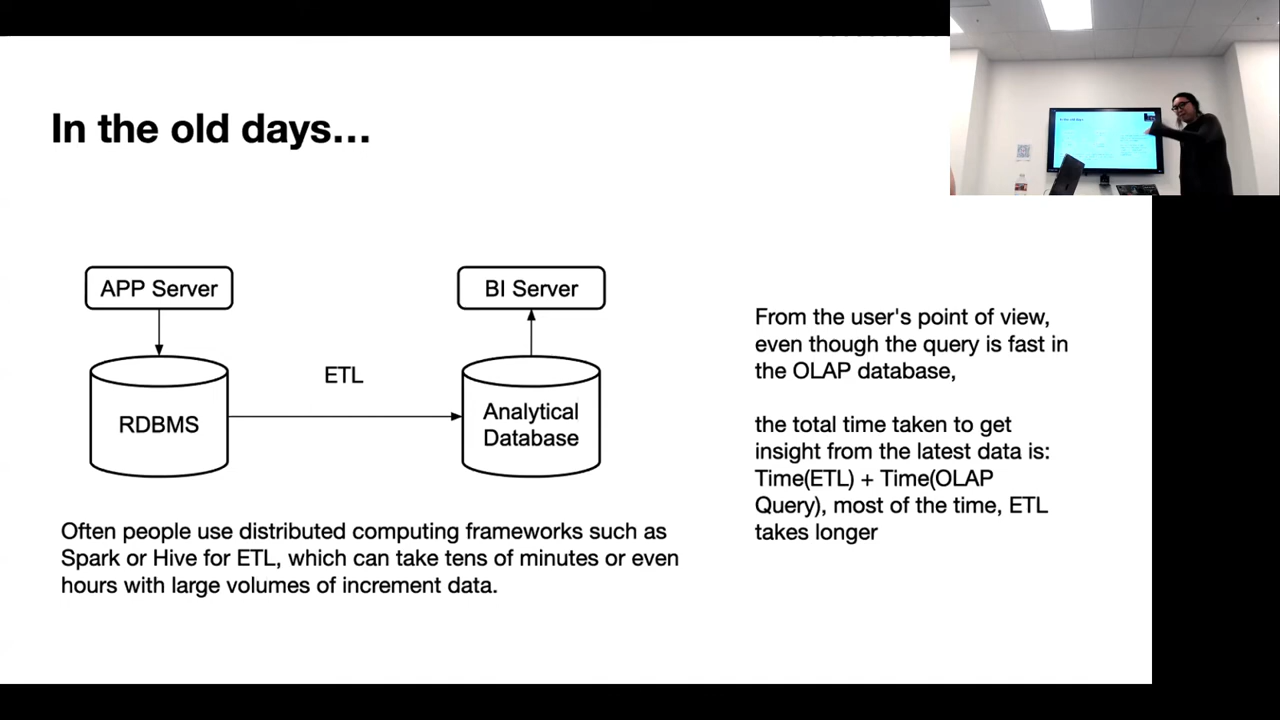 In the old days…
APP Server
BI Server
RDBMS
ETL
Analytical
Database
Often people use distributed computing frameworks such as
Spark or Hive for ETL, which can take tens of minutes or even
hours with large volumes of increment data.
From the user's point of view,
even though the query is fast in
the OLAP database,
the total time taken to get
insight from the latest data is:
Time(ETL) + Time(OLAP
Query), most of the time, ETL
takes longer